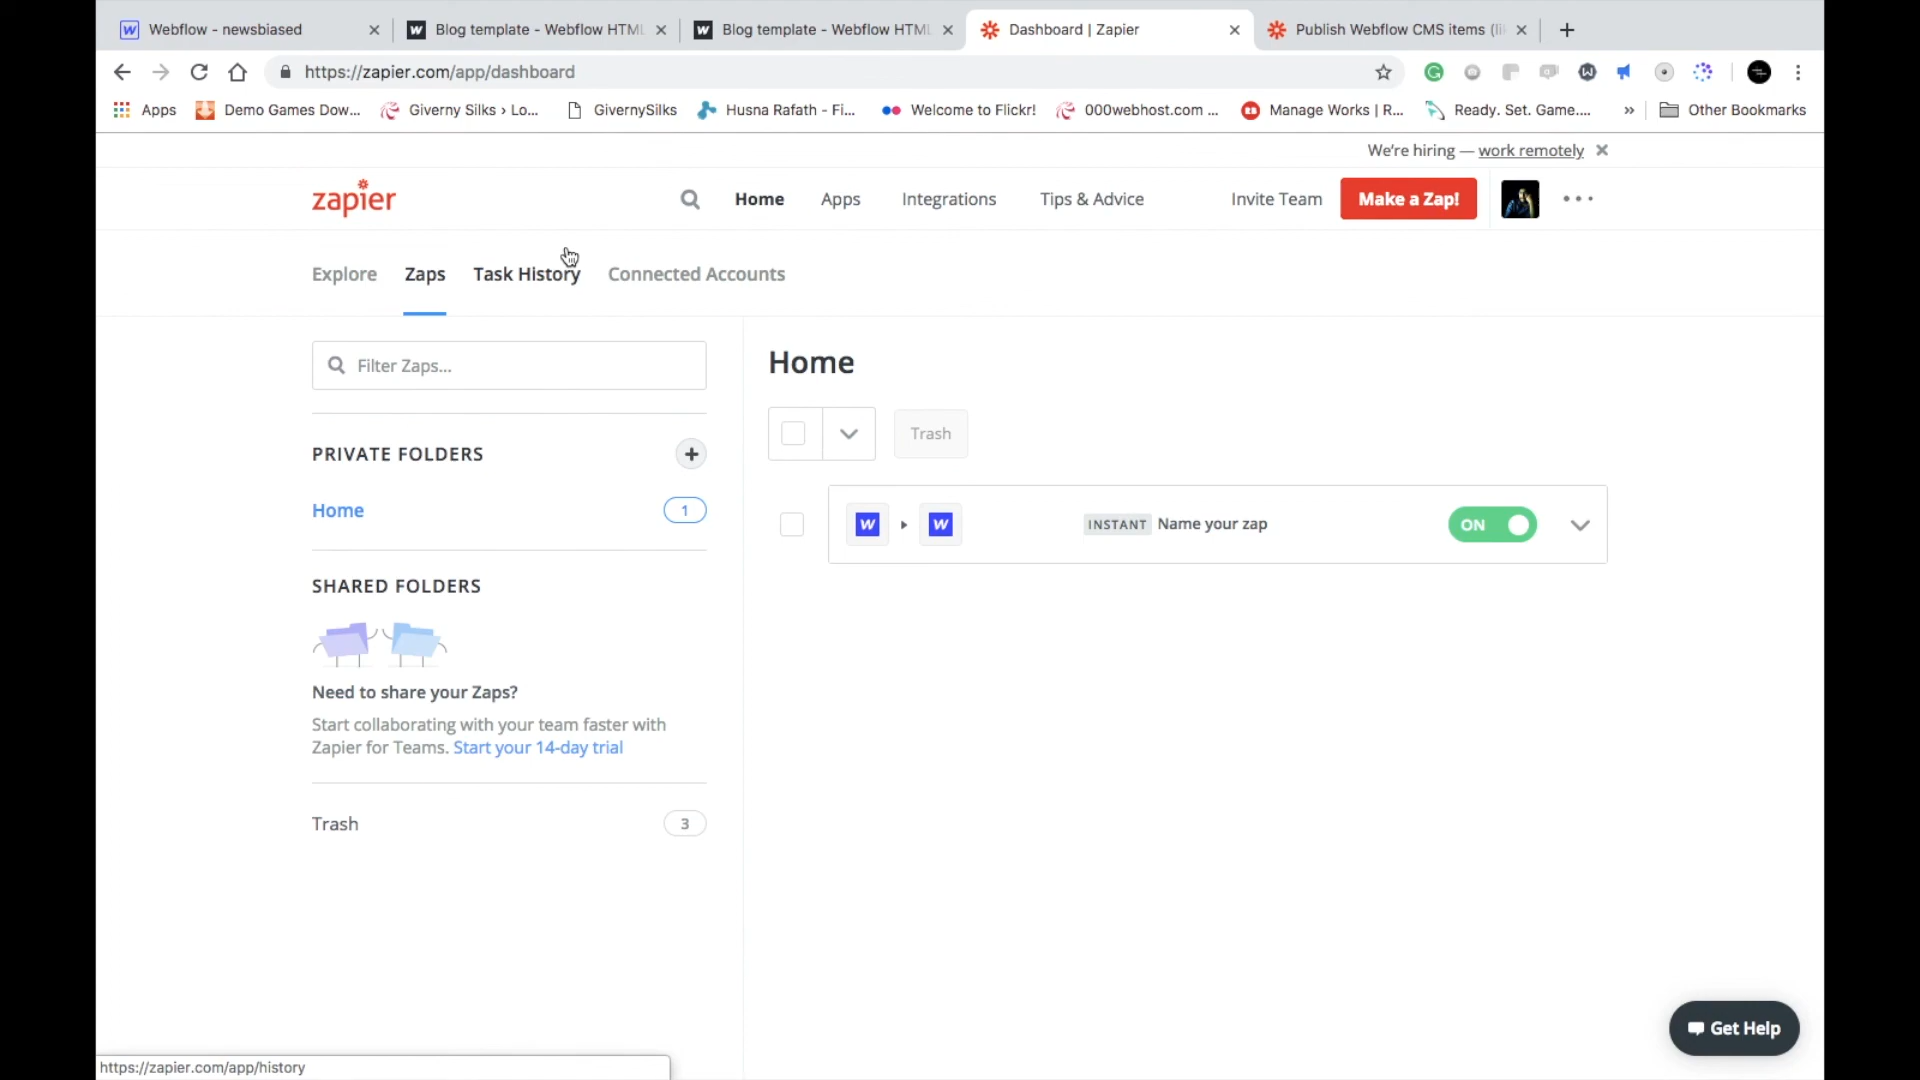 Webflow - newsbiased
Blog template - Webflow HTML
Blog template - Webflow HTML
Dashboard | Zapier
Publish Webflow CMS items (li
https://zapier.com/app/dashboard
Apps
Demo Games Dow...
Giverny Silks › Lo...
GivernySilks
Husna Rafath - Fi...
Welcome to Flickr!
000webhost.com ...
Manage Works | R...
Ready. Set. Game....
»
Other Bookmarks
We're hiring — work remotely
zapier
Home
Apps
Integrations
Tips & Advice
Invite Team
Make a Zap!
Explore
Zaps
Task History
Connected Accounts
Filter Zaps...
Home
Trash
PRIVATE FOLDERS
Home
1
INSTANT Name your zap
ON
SHARED FOLDERS
Need to share your Zaps?
Start collaborating with your team faster with
Zapier for Teams. Start your 14-day trial
Trash
3
Get Help
https://zapier.com/app/history